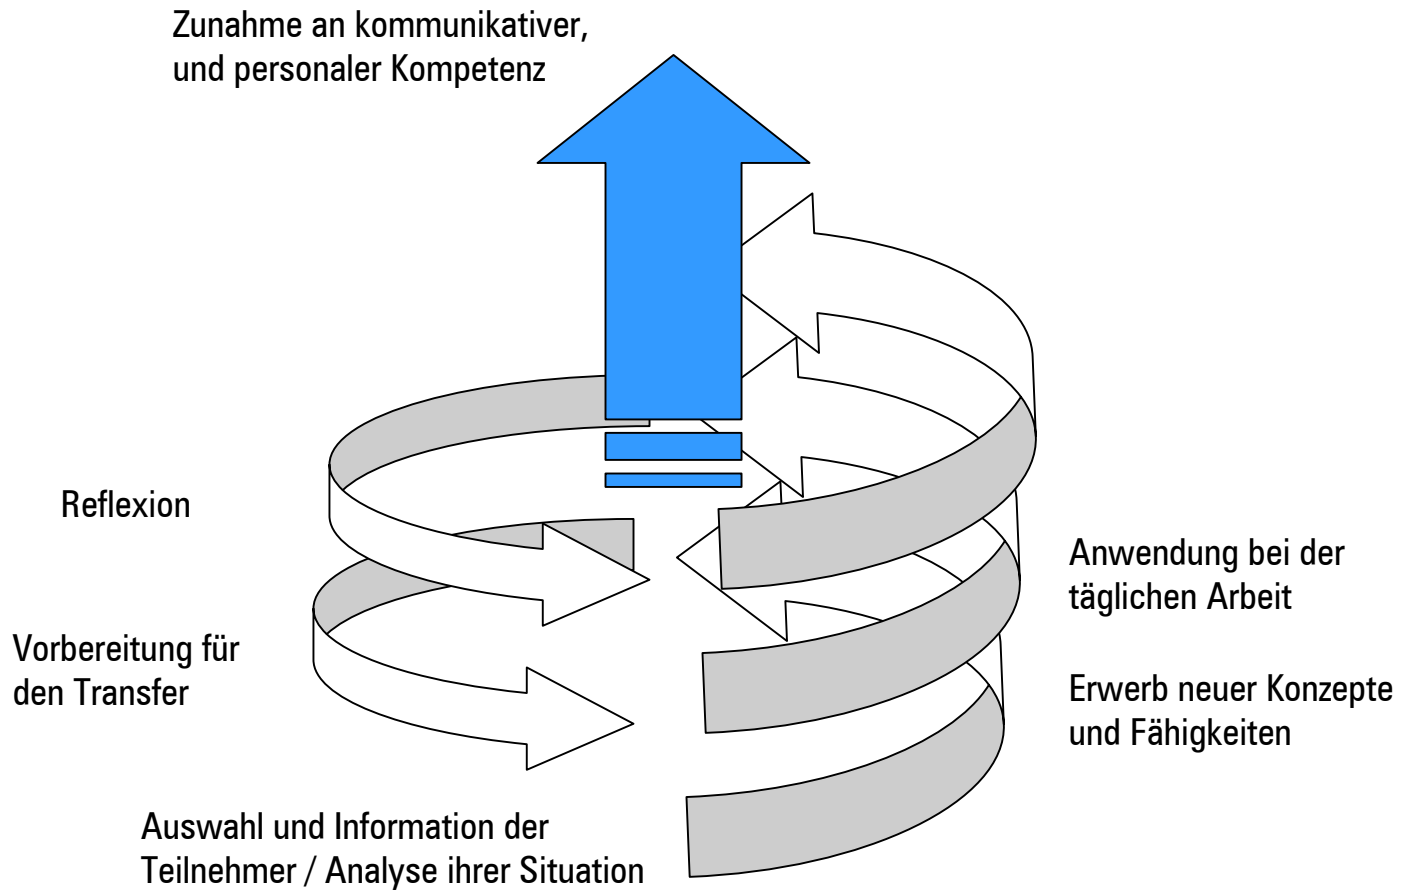 Zunahme an kommunikativer,
und personaler Kompetenz
Reflexion
Anwendung bei der
täglichen Arbeit
Vorbereitung für
den Transfer
Erwerb neuer Konzepte
und Fähigkeiten
Auswahl und Information der
Teilnehmer / Analyse ihrer Situation